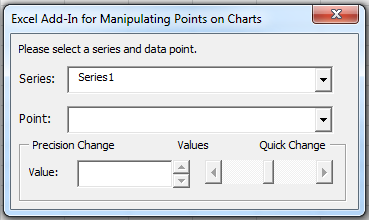 Excel Add-In for Manipulating Points on Charts
Please select a series and data point.
Series: Series1
Point:
Precision Change Values Quick Change
Value: